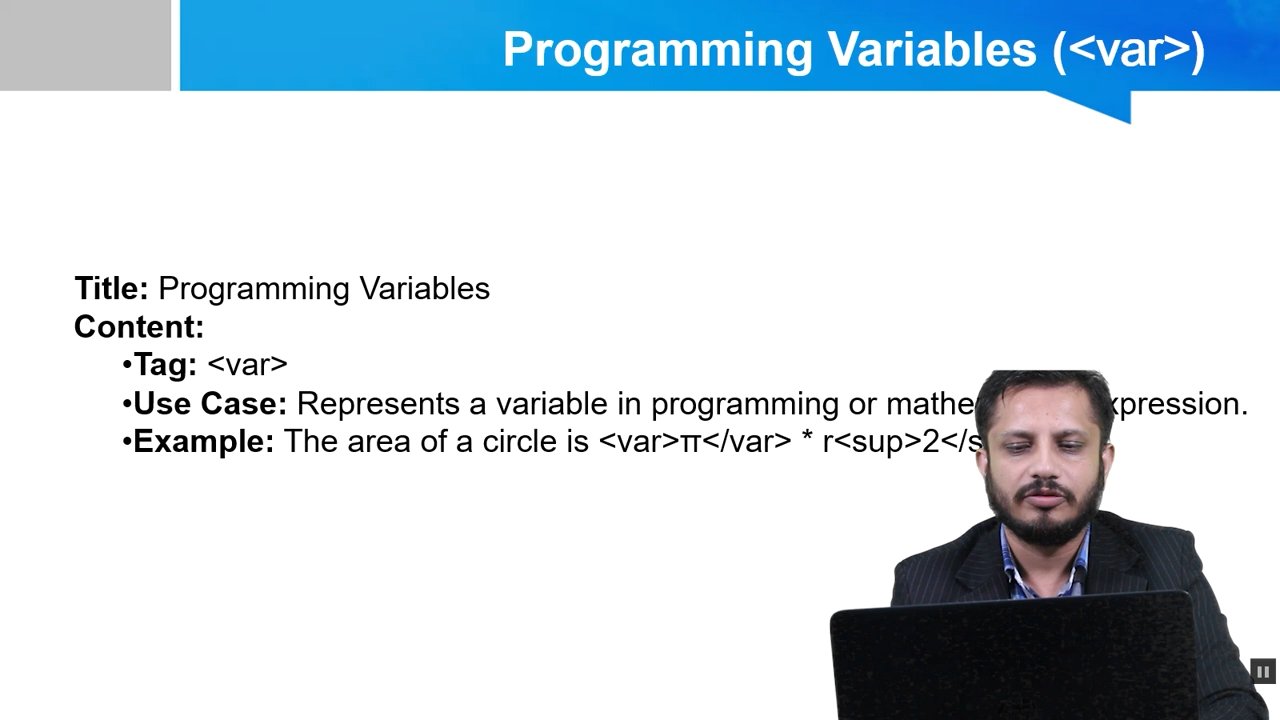 Programming Variables (<var>)
Title: Programming Variables
Content:
•Tag: <var>
•Use Case: Represents a variable in programming or mathe xpression.
•Example: The area of a circle is <var>π</var> * r<sup>2</s